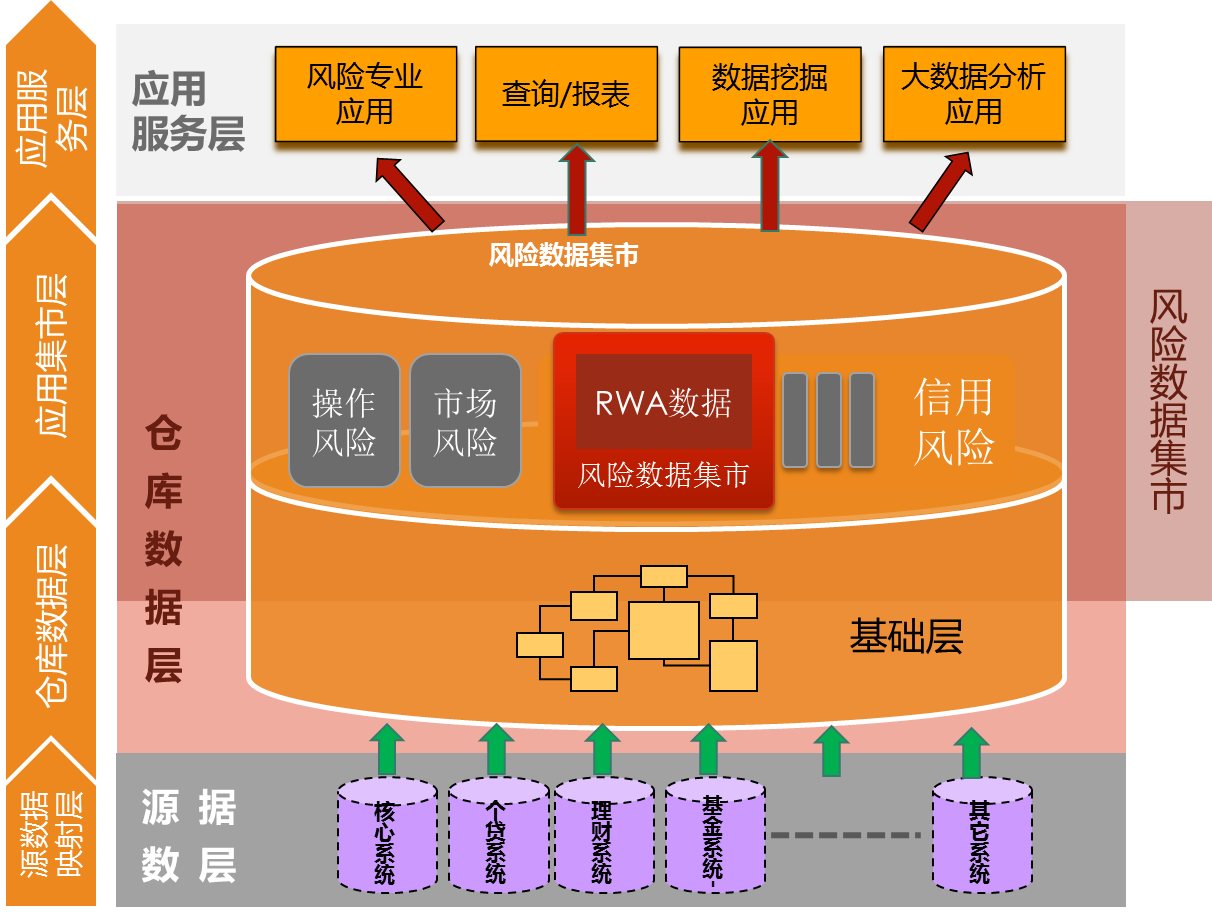 应用服
务层
应用集市层
仓库数据层
源数据
映射层
应用
服务层
风险专业
应用
查询/报表
数据挖掘
应用
大数据分析
应用
风险数据集市
操作
风险
市场
风险
RWA数据
风险数据集市
信用
风险
风险数据集市
仓库数据层
基础层
源 据
数 层
核心系统
个贷系统
理财系统
基金系统
其它系统